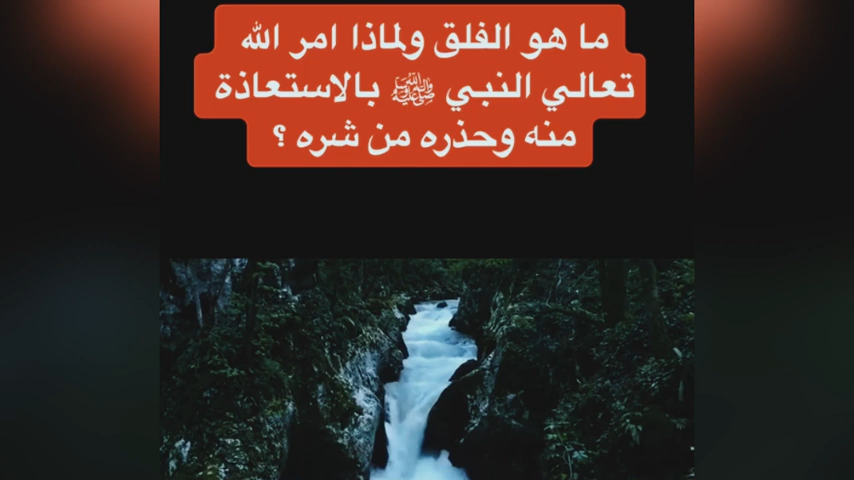 ما هو الفلق ولماذا امر الله
تعالي النبي ﷺ بالاستعاذة
منه وحذره من شره ؟